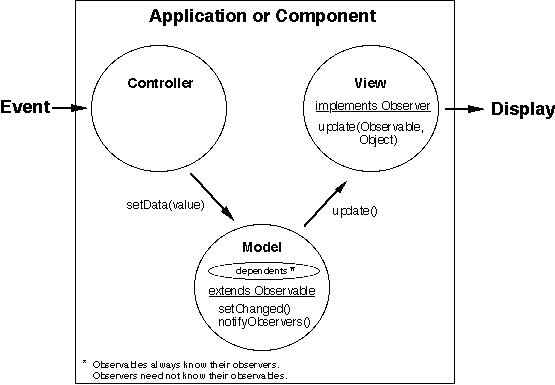 Application or Component
Controller
View
Event
implements Observer
Display
update(Observable,
Object)
setData(value)
update()
Model
dependents *
extends Observable
setChanged()
notifyObservers()
* Observables always know their observers.
Observers need not know their observables.